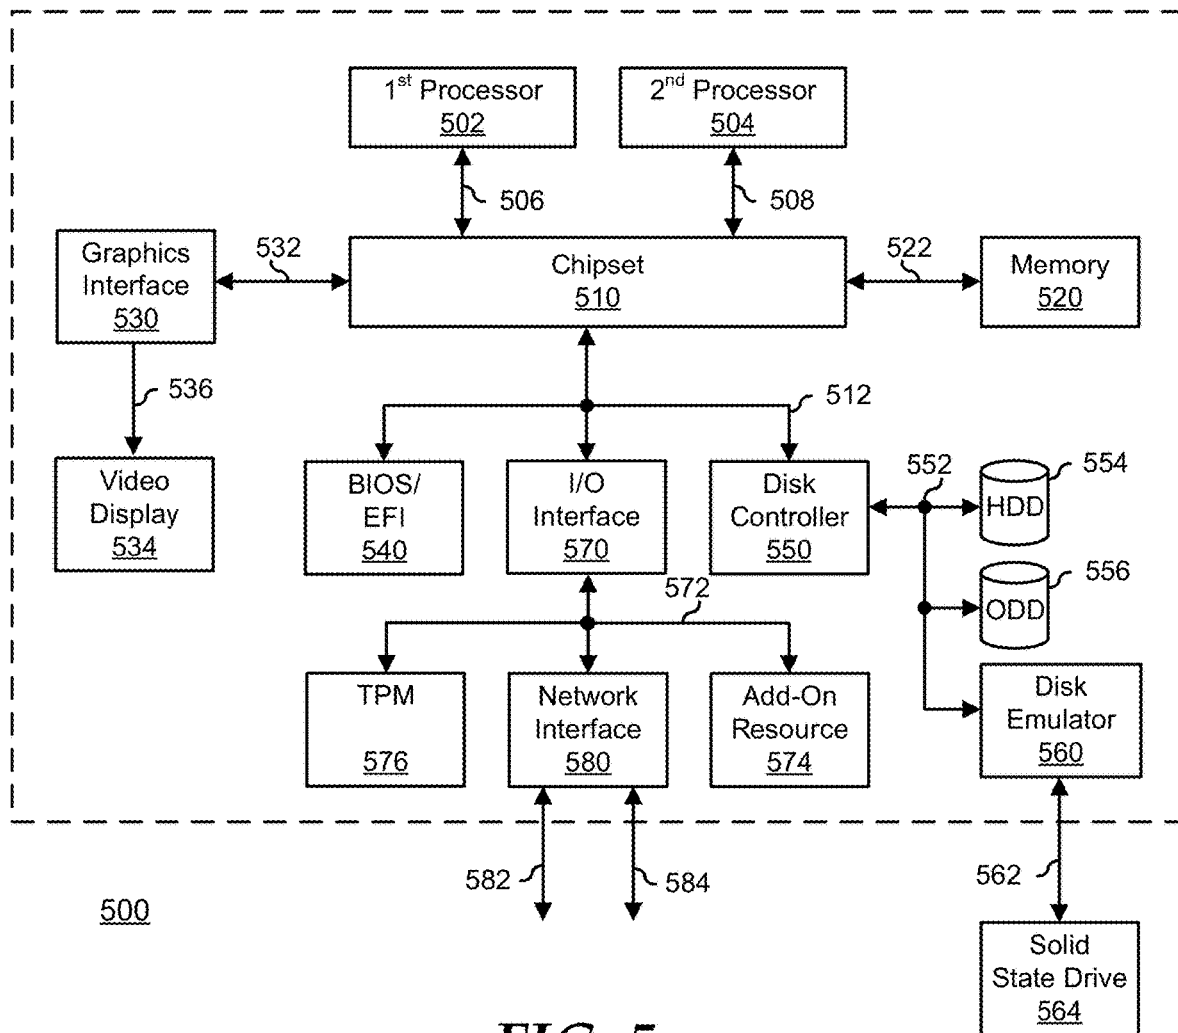 1st Processor
502
2nd Processor
504
506
508
Graphics
Interface
530
532
Chipset
510
522
Memory
520
536
512
Video
Display
534
BIOS/
EFI
540
I/O
Interface
570
Disk
Controller
550
552
HDD
554
ODD
556
572
TPM
576
Network
Interface
580
Add-On
Resource
574
Disk
Emulator
560
582
584
562
500
Solid
State Drive
564
FIG. 5